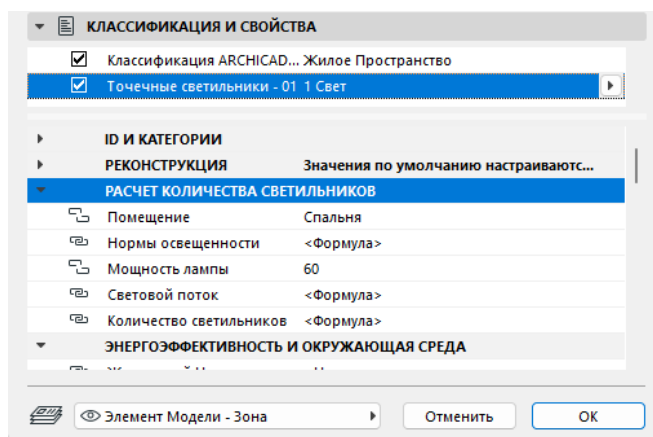 КЛАССИФИКАЦИЯ И СВОЙСТВА
Классификация ARCHICAD... Жилое Пространство
Точечные светильники - 01 1 Свет
ID И КАТЕГОРИИ
РЕКОНСТРУКЦИЯ Значения по умолчанию настраиваютс...
РАСЧЕТ КОЛИЧЕСТВА СВЕТИЛЬНИКОВ
Помещение Спальня
Нормы освещенности <Формула>
Мощность лампы 60
Световой поток <Формула>
Количество светильников <Формула>
ЭНЕРГОЭФФЕКТИВНОСТЬ И ОКРУЖАЮЩАЯ СРЕДА
Элемент Модели - Зона Отменить ОК